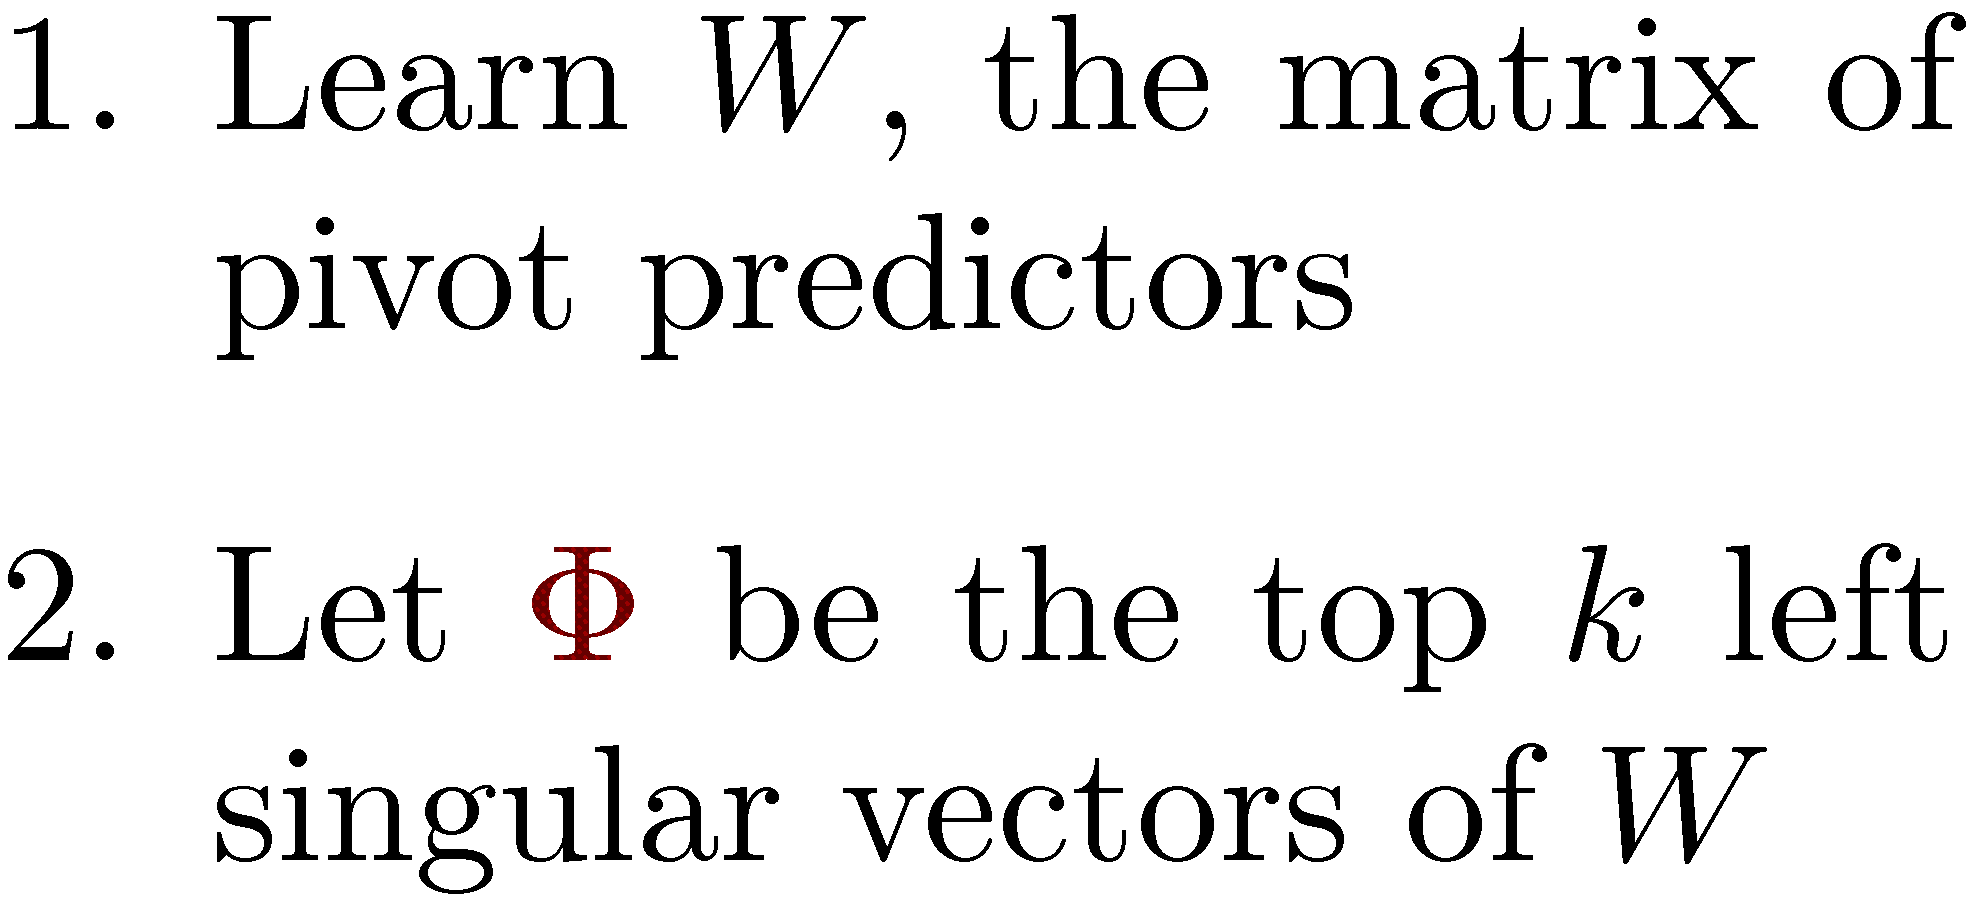 1. Learn W, the matrix of
pivot predictors
2. Let Φ be the top k left
singular vectors of W